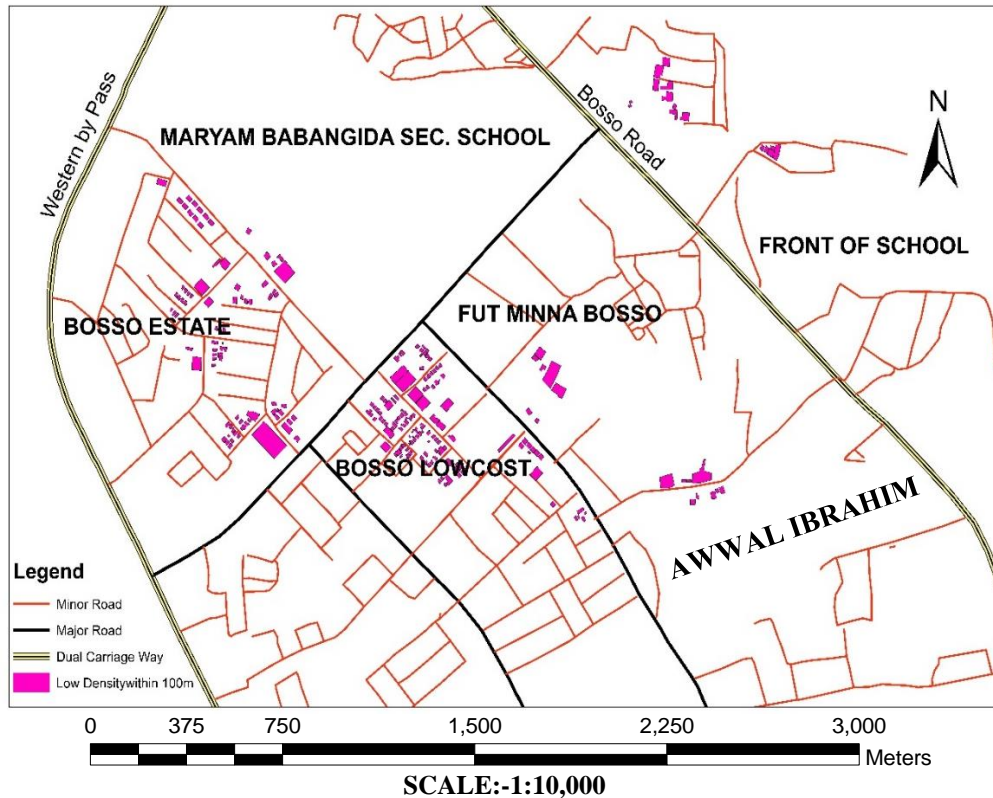 Western by Pass
MARYAM BABANGIDA SEC. SCHOOL
Bosso Road
N
FRONT OF SCHOOL
FUT MINNA BOSSO
BOSSO ESTATE
BOSSO LOWCOST
AWWAL IBRAHIM
Legend
Minor Road
Major Road
Dual Carriage Way
Low Densitywithin 100m
0 375 750 1,500 2,250 3,000
Meters
SCALE:-1:10,000